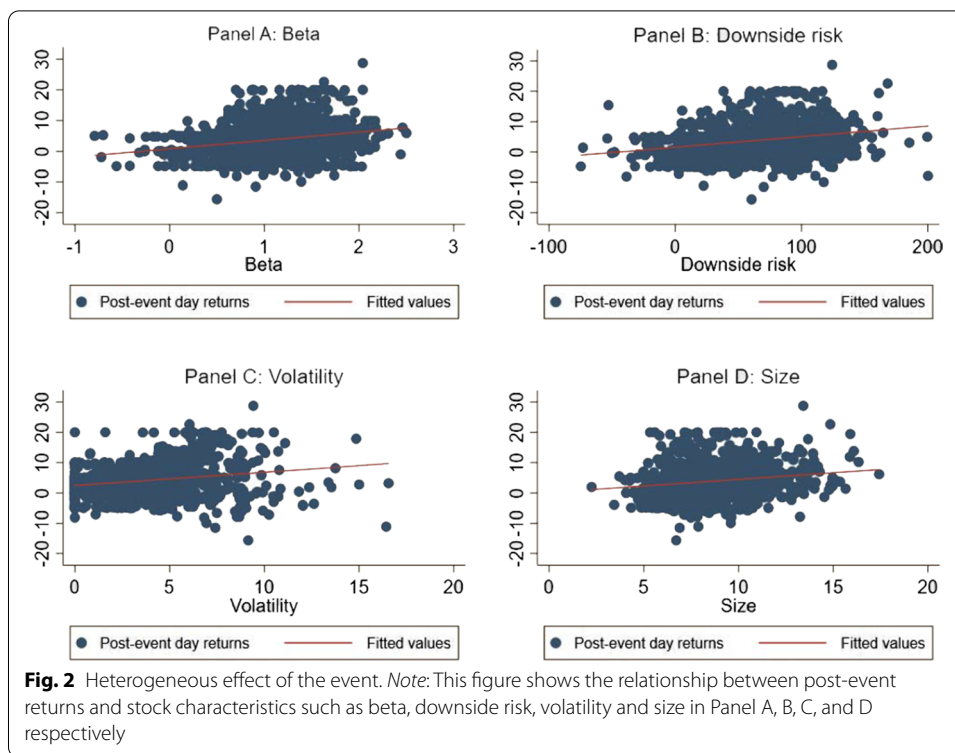 Panel A: Beta
30
20
10
0
-10
-20
-1
0
1
2
3
Beta
Post-event day returns
Fitted values
Panel B: Downside risk
30
20
10
0
-10
-20
-100
0
100
200
Downside risk
Post-event day returns
Fitted values
Panel C: Volatility
30
20
10
0
-10
-20
0
5
10
15
20
Volatility
Post-event day returns
Fitted values
Panel D: Size
30
20
10
0
-10
-20
0
5
10
15
20
Size
Post-event day returns
Fitted values
Fig. 2 Heterogeneous effect of the event. Note: This figure shows the relationship between post-event
returns and stock characteristics such as beta, downside risk, volatility and size in Panel A, B, C, and D
respectively